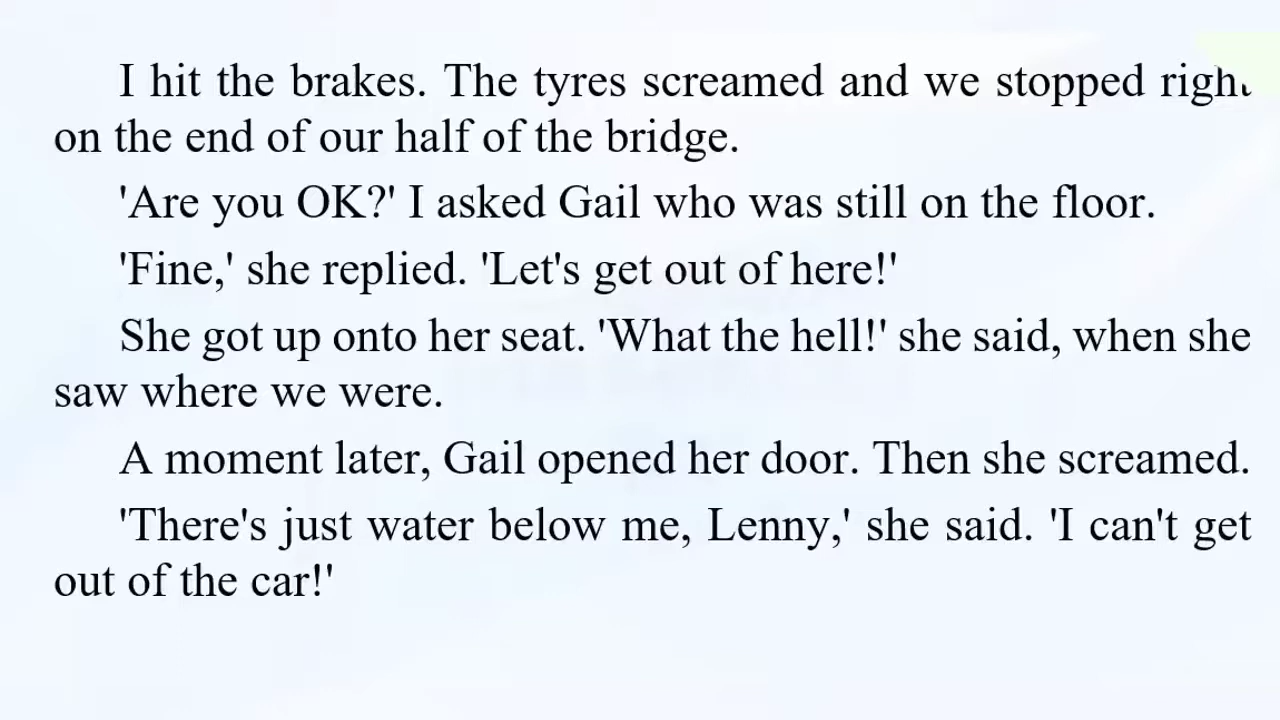 I hit the brakes. The tyres screamed and we stopped right
on the end of our half of the bridge.
'Are you OK?' I asked Gail who was still on the floor.
'Fine,' she replied. 'Let's get out of here!'
She got up onto her seat. 'What the hell!' she said, when she
saw where we were.
A moment later, Gail opened her door. Then she screamed.
'There's just water below me, Lenny,' she said. 'I can't get
out of the car!'